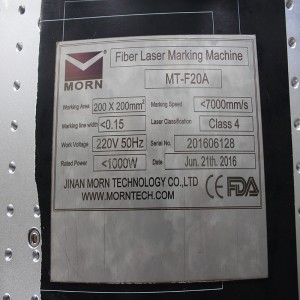 MORN
Fiber Laser Marking Machine
MT-F20A
Working Area 200 X 200mm² Marking Speed <7000mm/s
Marking line width <0.15 Laser Classification Class 4
Work Voltage 220V 50Hz Serial No. 201606128
Rated Power <1000W Date Jun. 21th. 2016
JINAN MORN TECHNOLOGY CO.,LTD
WWW.MORNTECH.COM
CE FDA